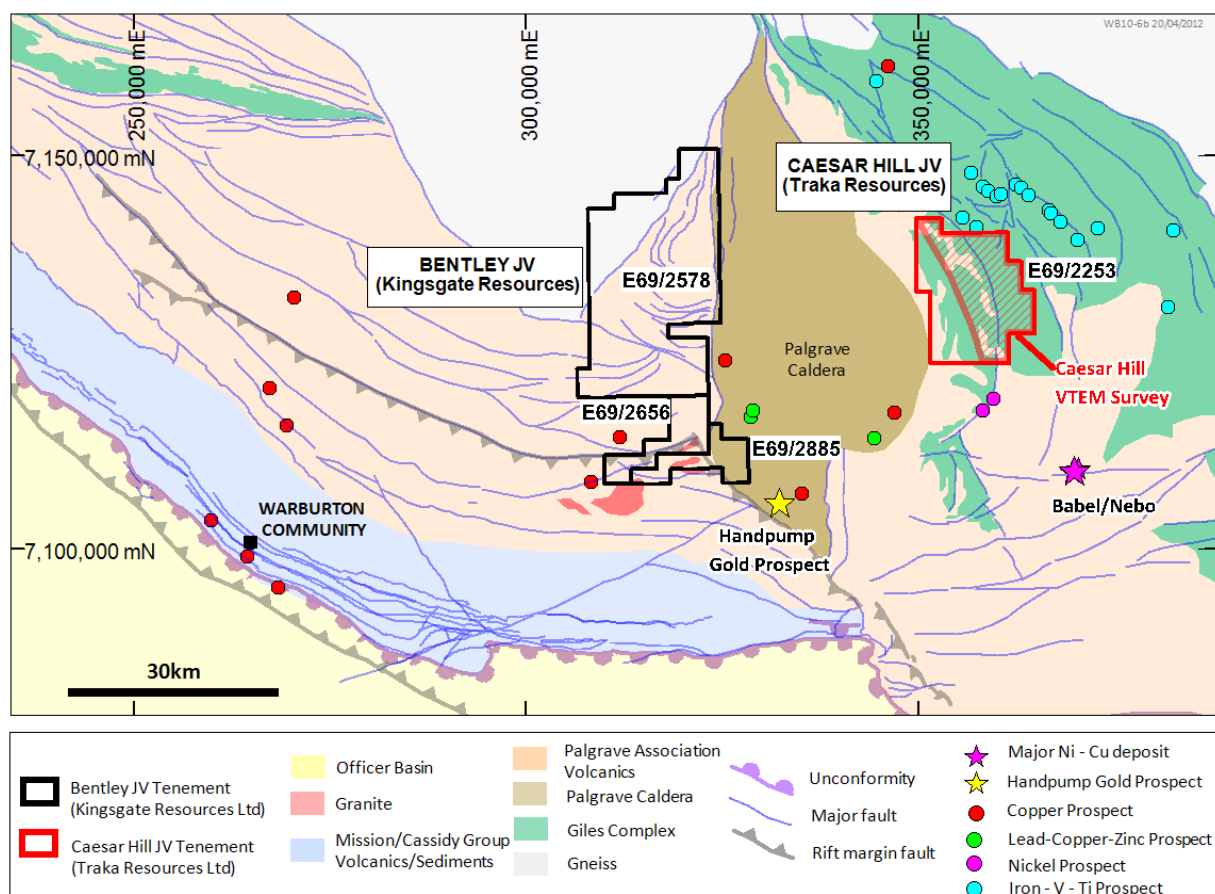 WB10-6b 20/04/2012
250,000 mE
300,000 mE
350,000 mE
7,150,000 mN
CAESAR HILL JV
(Traka Resources)
BENTLEY JV
(Kingsgate Resources)
E69/2578
E69/2253
Palgrave
Caldera
Caesar Hill
VTEM Survey
E69/2656
E69/2885
WARBURTON
COMMUNITY
Babel/Nebo
7,100,000 mN
Handpump
Gold Prospect
30km
Bentley JV Tenement
(Kingsgate Resources Ltd)
Caesar Hill JV Tenement
(Traka Resources Ltd)
Officer Basin
Granite
Mission/Cassidy Group
Volcanics/Sediments
Palgrave Association
Volcanics
Palgrave Caldera
Giles Complex
Gneiss
Unconformity
Major fault
Rift margin fault
Major Ni - Cu deposit
Handpump Gold Prospect
Copper Prospect
Lead-Copper-Zinc Prospect
Nickel Prospect
Iron - V - Ti Prospect